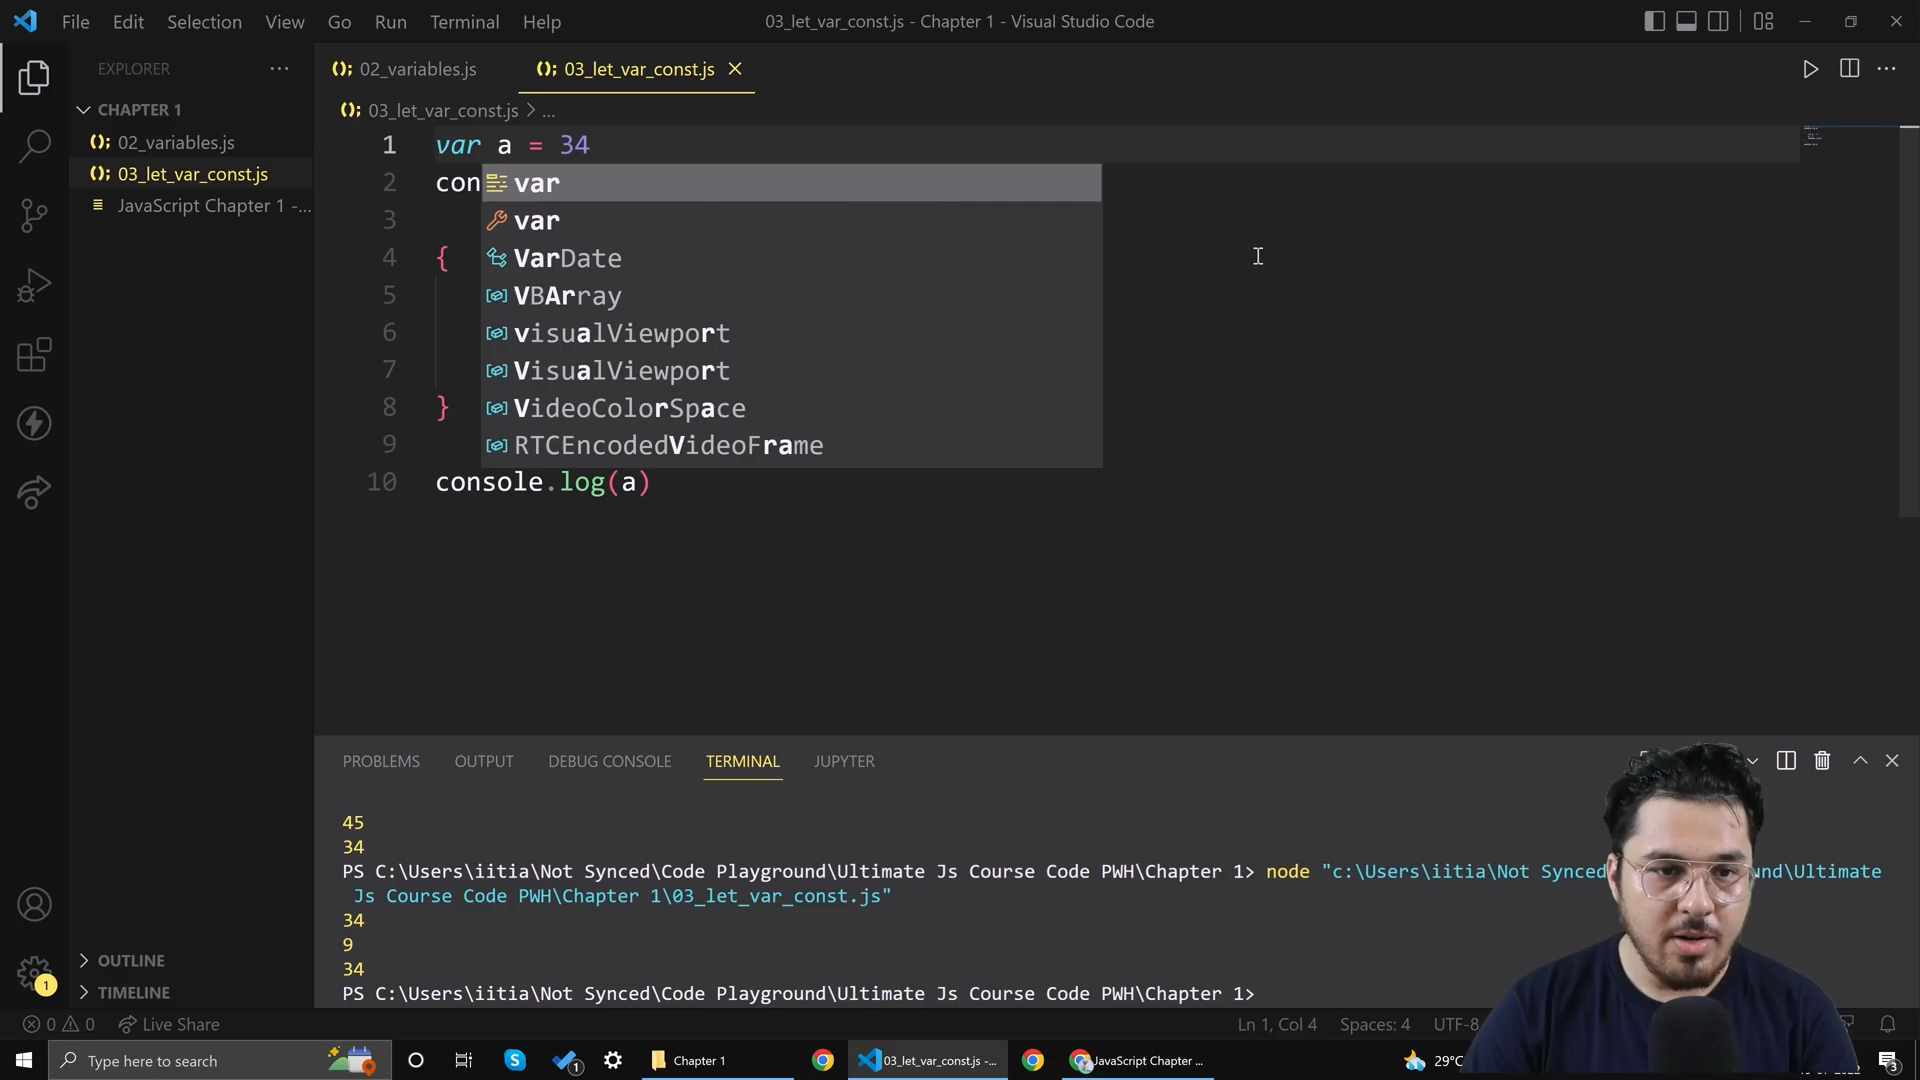 File Edit Selection View Go Run Terminal Help
03_let_var_const.js - Chapter 1 - Visual Studio Code
EXPLORER
CHAPTER 1
02_variables.js
03_let_var_const.js
JavaScript Chapter 1 -...
OUTLINE
TIMELINE
02_variables.js 03_let_var_const.js
03_let_var_const.js > ...
1 var a = 34
2 con
3
4 {
5
6
7
8 }
9
10 console.log(a)
var
var
VarDate
VBArray
visualViewport
VisualViewport
VideoColorSpace
RTCEncodedVideoFrame
PROBLEMS OUTPUT DEBUG CONSOLE TERMINAL JUPYTER
45
34
PS C:\Users\iitia\Not Synced\Code Playground\Ultimate Js Course Code PWH\Chapter 1> node "c:\Users\iitia\Not Synced und\Ultimate
Js Course Code PWH\Chapter 1\03_let_var_const.js"
34
9
34
PS C:\Users\iitia\Not Synced\Code Playground\Ultimate Js Course Code PWH\Chapter 1>
1
0 0 Live Share
Ln 1, Col 4 Spaces: 4 UTF-8
Type here to search
1
Chapter 1
03_let_var_const.js -...
JavaScript Chapter ...
29°C
3